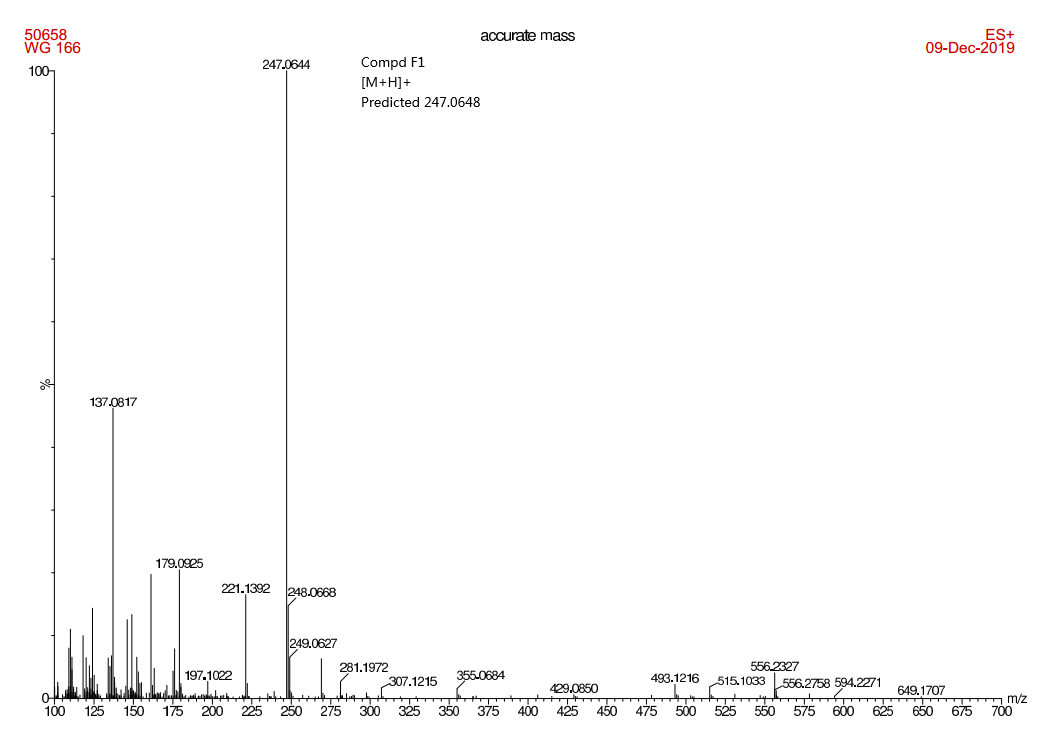 50658
WG 166
accurate mass
ES+
09-Dec-2019
Compd F1
[M+H]+
Predicted 247.0648
100
%
0
247.0644
137.0817
179.0925
221.1392
248.0668
249.0627
197.1022
281.1972
307.1215
355.0684
429.0850
493.1216
515.1033
556.2327
556.2758
594.2271
649.1707
100 125 150 175 200 225 250 275 300 325 350 375 400 425 450 475 500 525 550 575 600 625 650 675 700 m/z